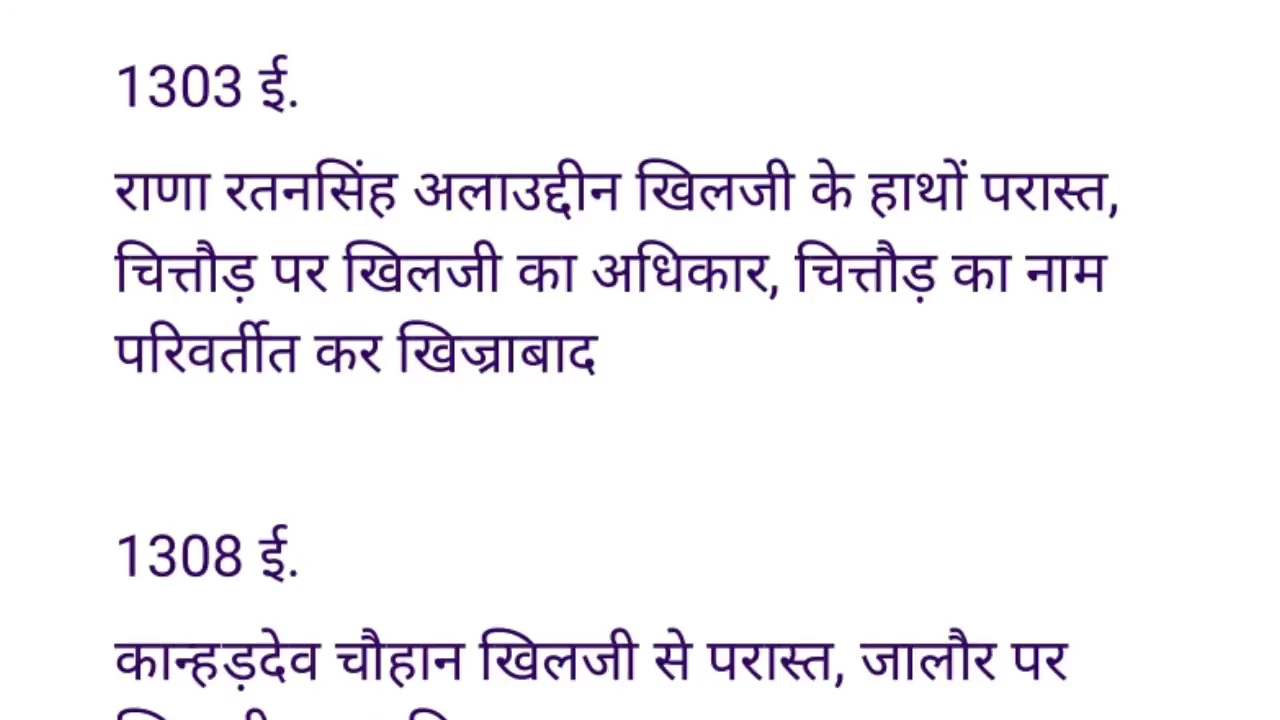 1303 ई.
राणा रतनसिंह अलाउद्दीन खिलजी के हाथों परास्त,
चित्तौड़ पर खिलजी का अधिकार, चित्तौड़ का नाम
परिवर्तीत कर खिज्राबाद
1308 ई.
कान्हड़देव चौहान खिलजी से परास्त, जालौर पर